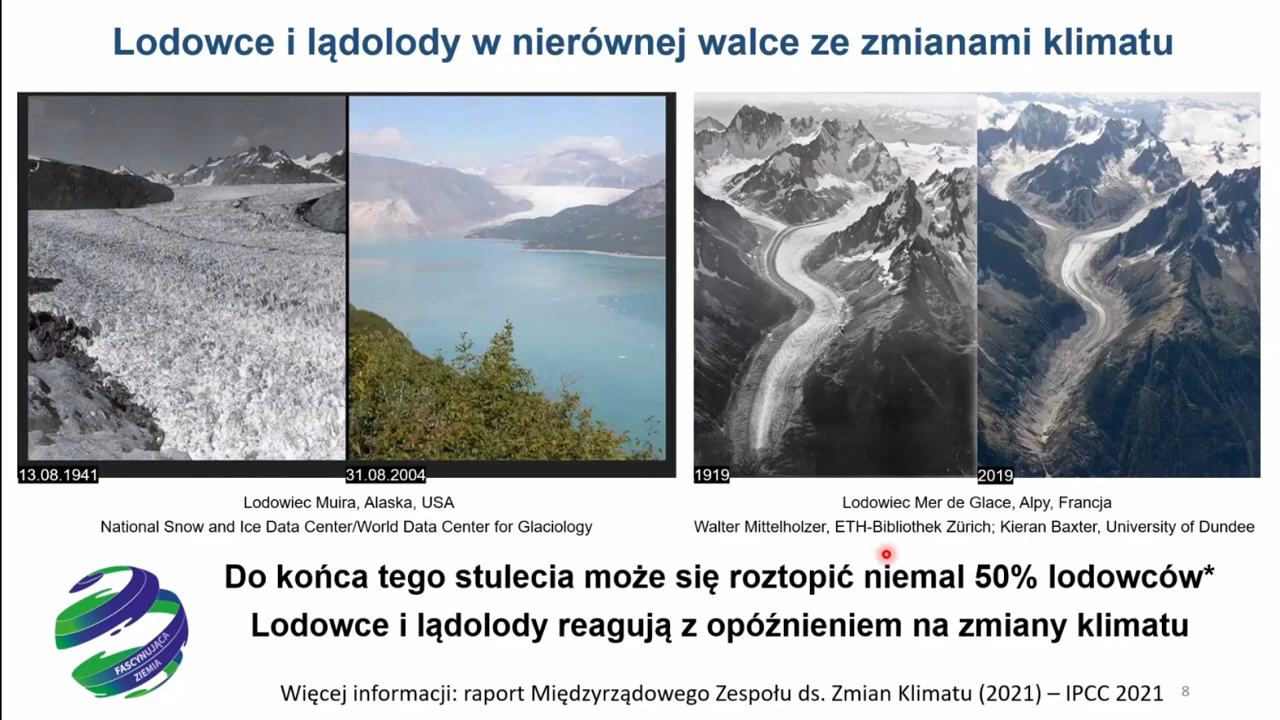 Lodowce i lądolody w nierównej walce ze zmianami klimatu
13.08.1941
31.08.2004
1919
2019
Lodowiec Muira, Alaska, USA
National Snow and Ice Data Center/World Data Center for Glaciology
Lodowiec Mer de Glace, Alpy, Francja
Walter Mittelholzer, ETH-Bibliothek Zürich; Kieran Baxter, University of Dundee
Do końca tego stulecia może się roztopić niemal 50% lodowców*
Lodowce i lądolody reagują z opóźnieniem na zmiany klimatu
FASCYNUJĄCA
ZIEMIA
Więcej informacji: raport Międzyrządowego Zespołu ds. Zmian Klimatu (2021) – IPCC 2021
8